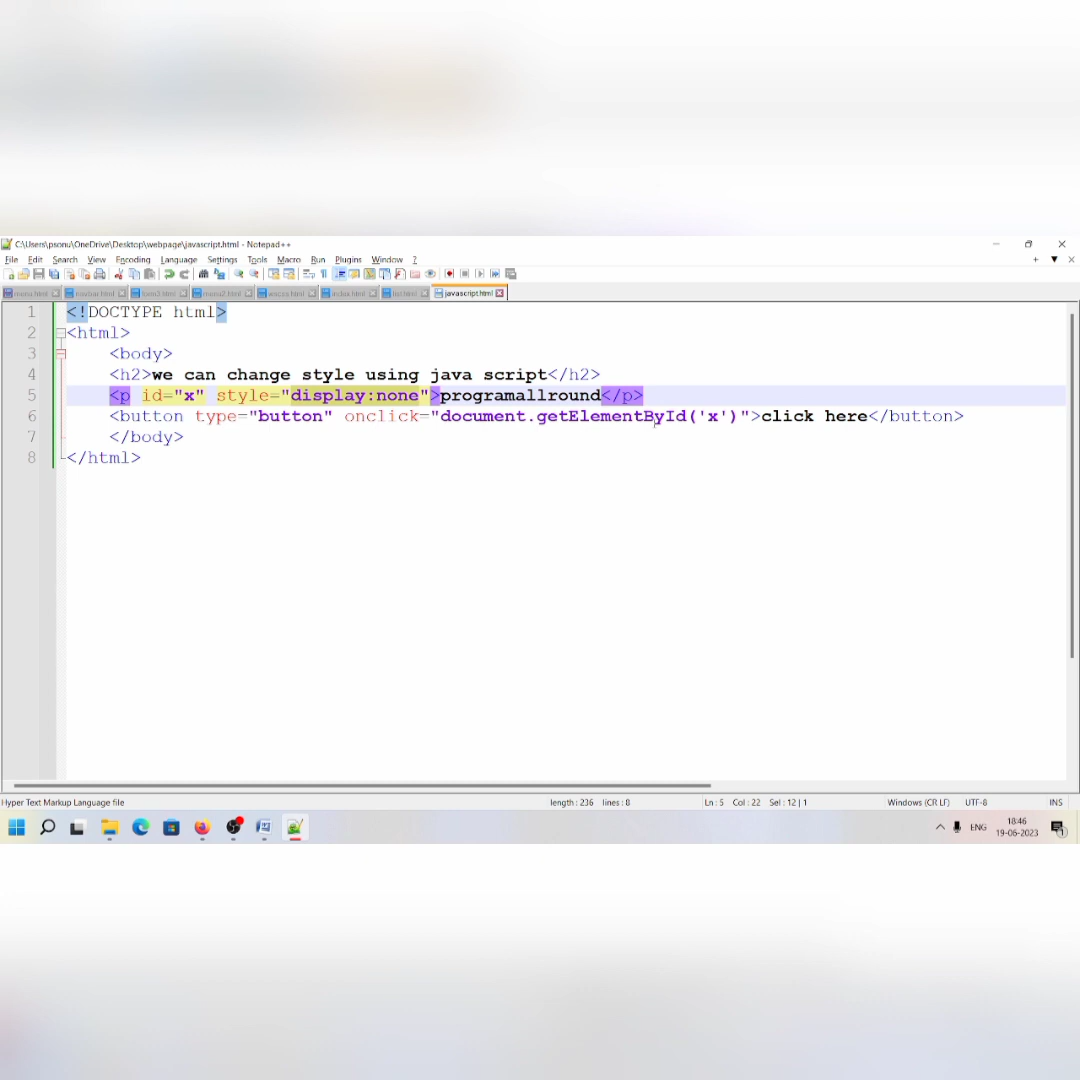 C:\Users\psonu\OneDrive\Desktop\webpage\javascript.html - Notepad++
File Edit Search View Encoding Language Settings Tools Macro Run Plugins Window ?
menu.html navbar.html form3.html menu2.html index.html list.html javascript.html
1 <!DOCTYPE html>
2 <html>
3 <body>
4 <h2>we can change style using java script</h2>
5 <p id="x" style="display:none">programallround</p>
6 <button type="button" onclick="document.getElementById('x')">click here</button>
7 </body>
8 </html>
Hyper Text Markup Language file length : 236 lines : 8 Ln : 5 Col : 22 Sel : 12 | 1 Windows (CR LF) UTF-8 INS
ENG 18:46
19-06-2023